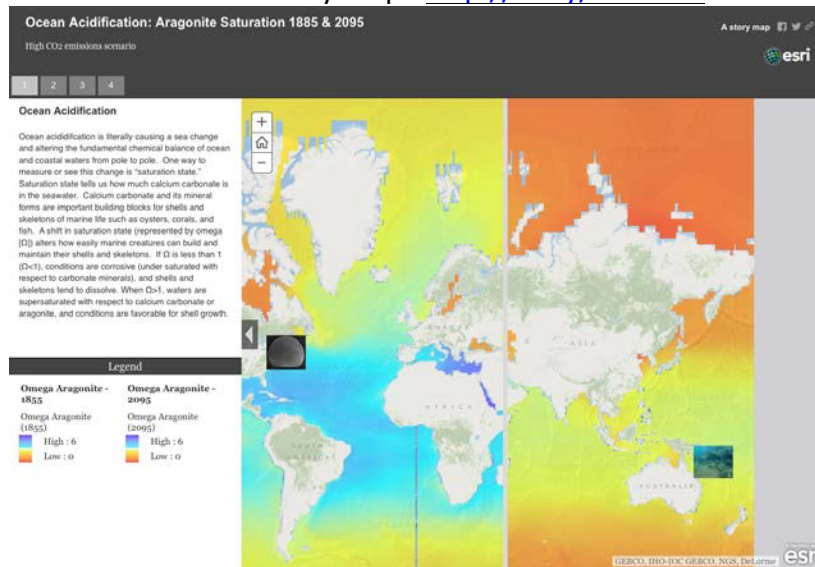 Ocean Acidification: Aragonite Saturation 1885 & 2095
High CO2 emissions scenario
A story map
esri
1 2 3 4
Ocean Acidification
Ocean acididifcation is literally causing a sea change
and altering the fundamental chemical balance of ocean
and coastal waters from pole to pole. One way to
measure or see this change is "saturation state."
Saturation state tells us how much calcium carbonate is
in the seawater. Calcium carbonate and its mineral
forms are important building blocks for shells and
skeletons of marine life such as oysters, corals, and
fish. A shift in saturation state (represented by omega
[Ω]) alters how easily marine creatures can build and
maintain their shells and skeletons. If Ω is less than 1
(Ω<1), conditions are corrosive (under saturated with
respect to carbonate minerals), and shells and
skeletons tend to dissolve. When Ω>1, waters are
supersaturated with respect to calcium carbonate or
aragonite, and conditions are favorable for shell growth.
Legend
Omega Aragonite -
1855
Omega Aragonite
(1855)
High : 6
Low : 0
Omega Aragonite -
2095
Omega Aragonite
(2095)
High : 6
Low : 0
+
−
EUROPE
ASIA
AFRICA
SOUTH
AMERICA
AUSTRALIA
GEBCO, IHO-IOC GEBCO, NGS, DeLorme
esri